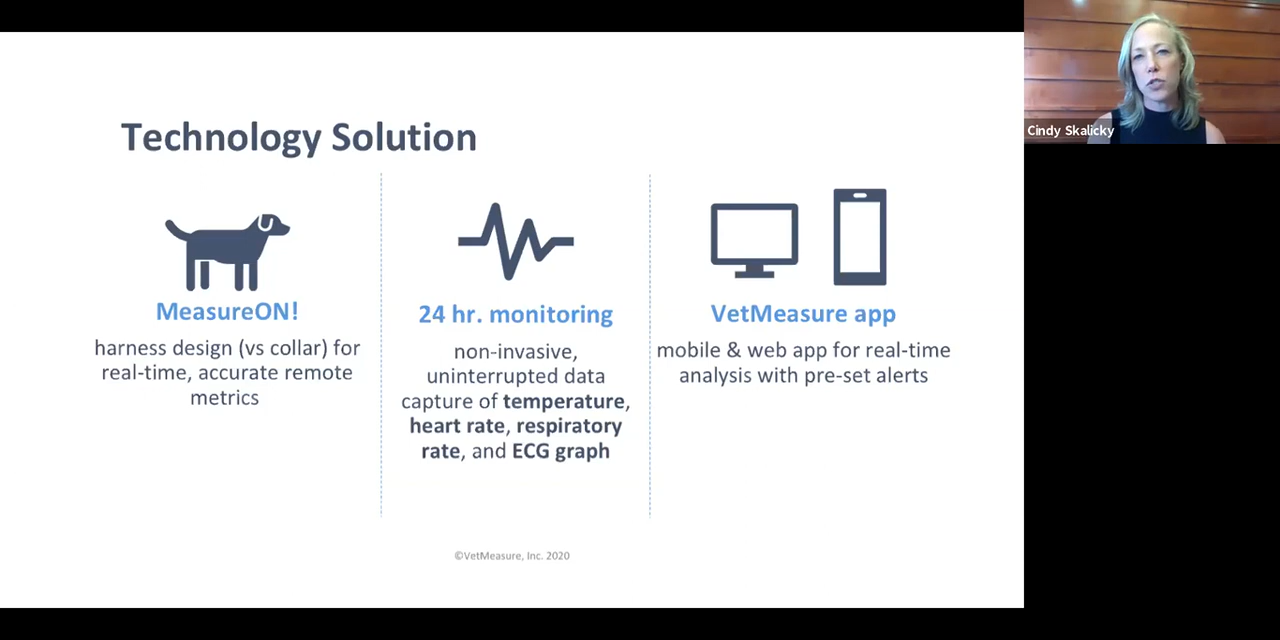 Technology Solution
MeasureON!
harness design (vs collar) for
real-time, accurate remote
metrics
24 hr. monitoring
non-invasive,
uninterrupted data
capture of temperature,
heart rate, respiratory
rate, and ECG graph
VetMeasure app
mobile & web app for real-time
analysis with pre-set alerts
©VetMeasure, Inc. 2020
Cindy Skalicky